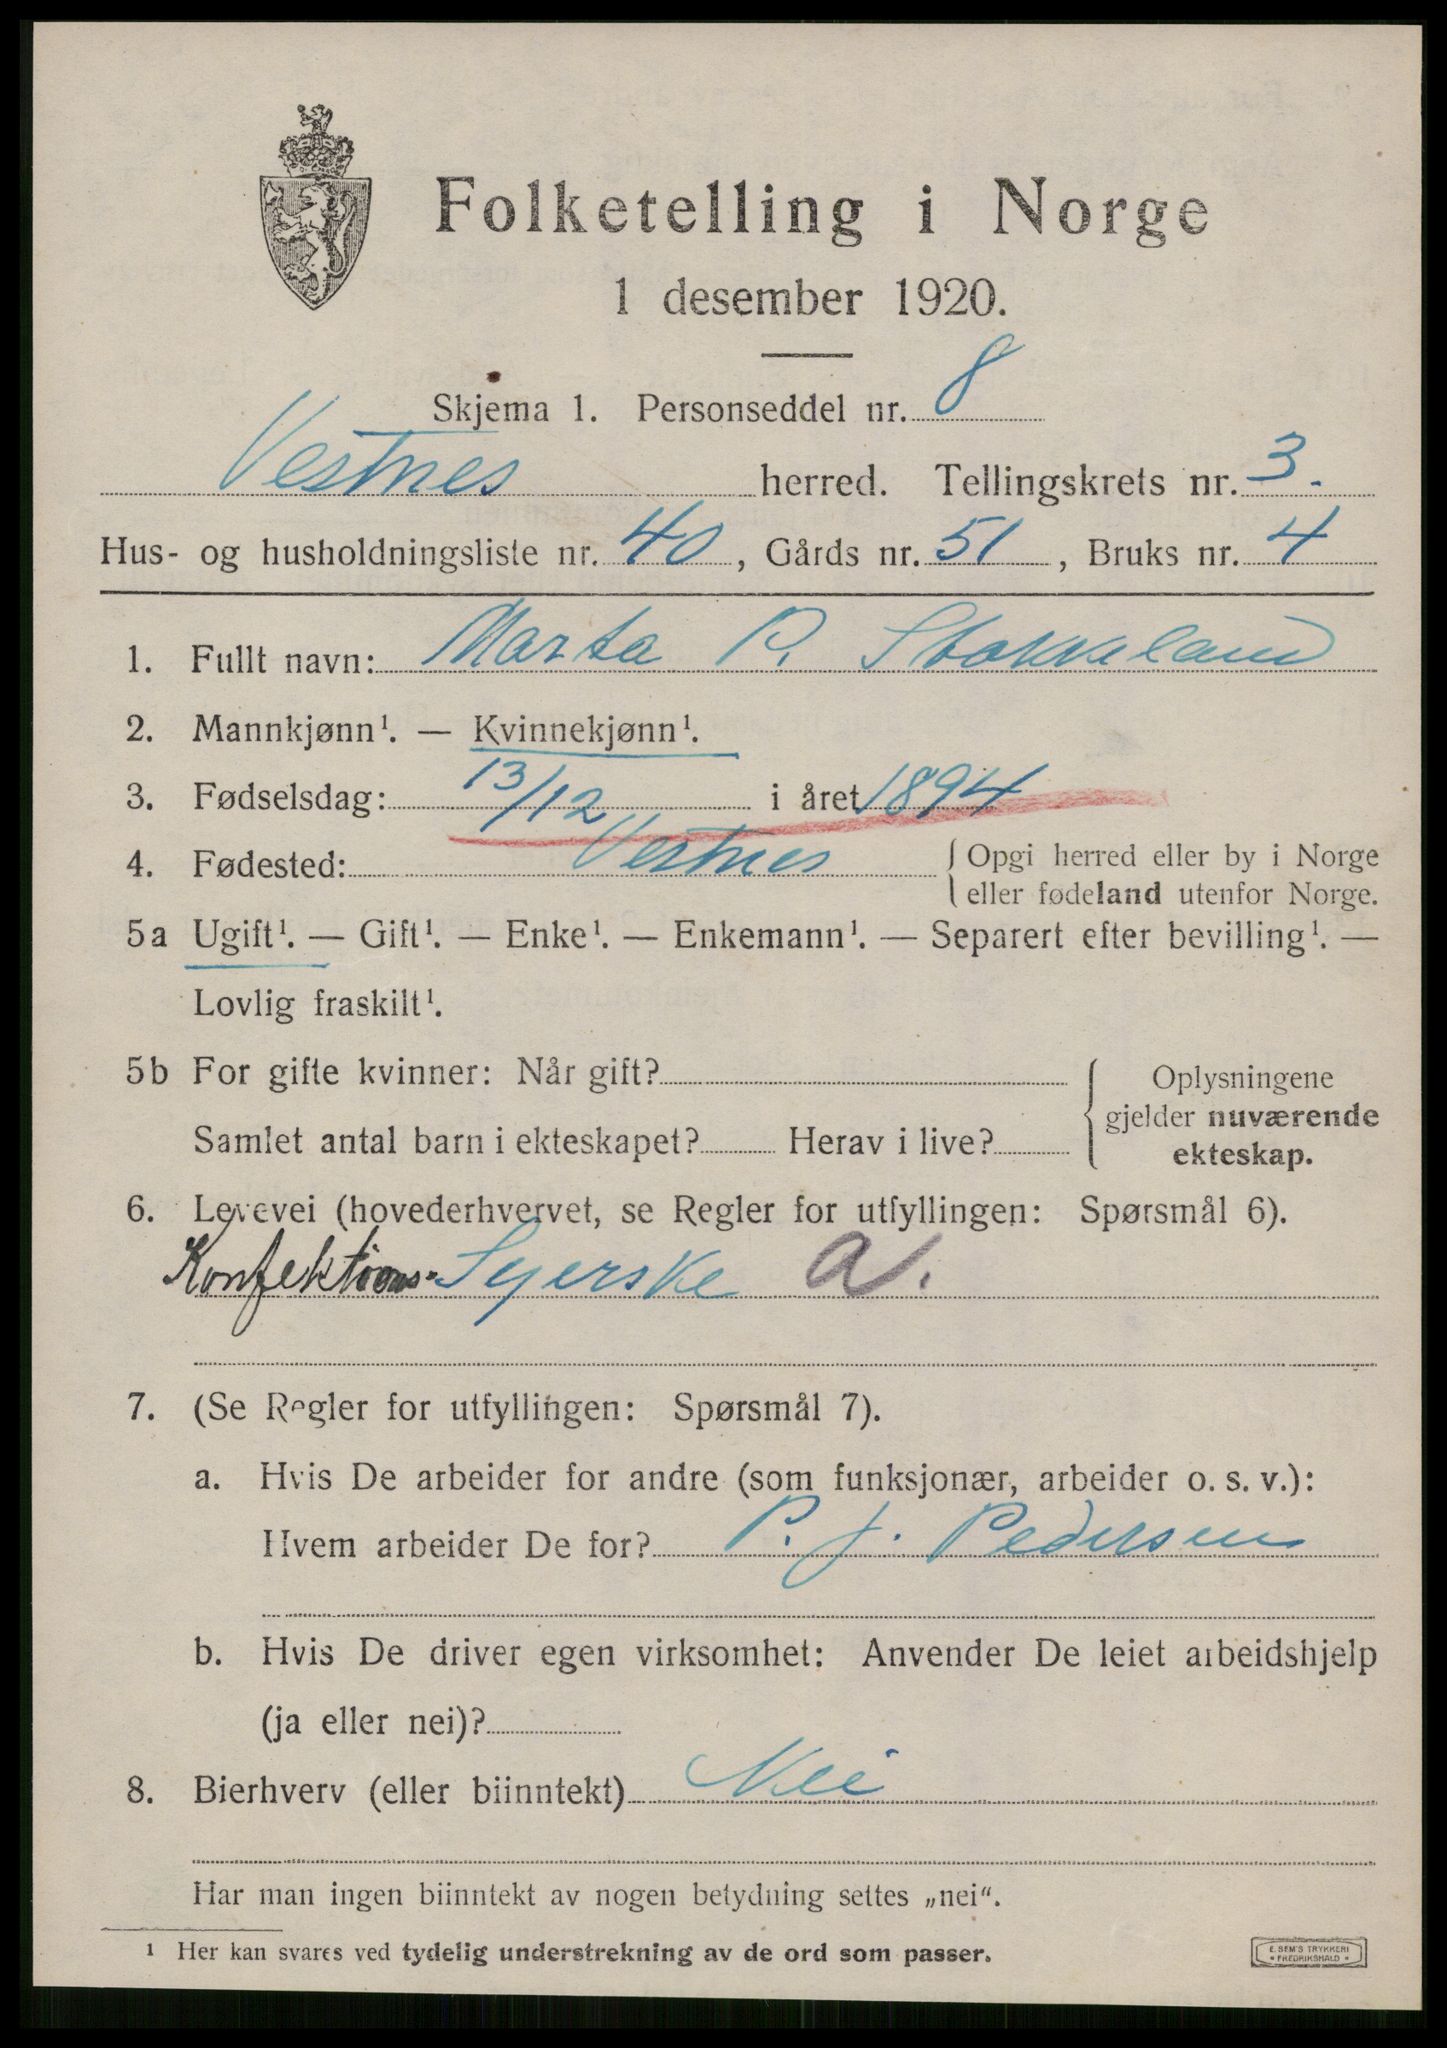 Folketelling i Norge
1 desember 1920.
Skjema 1. Personseddel nr. 8
Vestnes herred. Tellingskrets nr. 3.
Hus- og husholdningsliste nr. 40, Gårds nr. 51, Bruks nr. 4
1. Fullt navn: Marta P. Stokkeland
2. Mannkjønn¹. — Kvinnekjønn¹.
3. Fødselsdag: 13/12 i året 1894
4. Fødested: Vestnes { Opgi herred eller by i Norge
eller fødeland utenfor Norge.
5a Ugift¹. — Gift¹. — Enke¹. — Enkemann¹. — Separert efter bevilling¹. —
Lovlig fraskilt¹.
5b For gifte kvinner: Når gift?
Samlet antal barn i ekteskapet? Herav i live?
Oplysningene
gjelder nuværende
ekteskap.
6. Levevei (hovederhvervet, se Regler for utfyllingen: Spørsmål 6).
Konfektions-Syerske a.
7. (Se Regler for utfyllingen: Spørsmål 7).
a. Hvis De arbeider for andre (som funksjonær, arbeider o. s. v.):
Hvem arbeider De for? P. J. Pedersen
b. Hvis De driver egen virksomhet: Anvender De leiet arbeidshjelp
(ja eller nei)?
8. Bierhverv (eller biinntekt) Nei
Har man ingen biinntekt av nogen betydning settes „nei“.
¹ Her kan svares ved tydelig understrekning av de ord som passer.
E. SEM'S TRYKKERI
FREDRIKSHALD